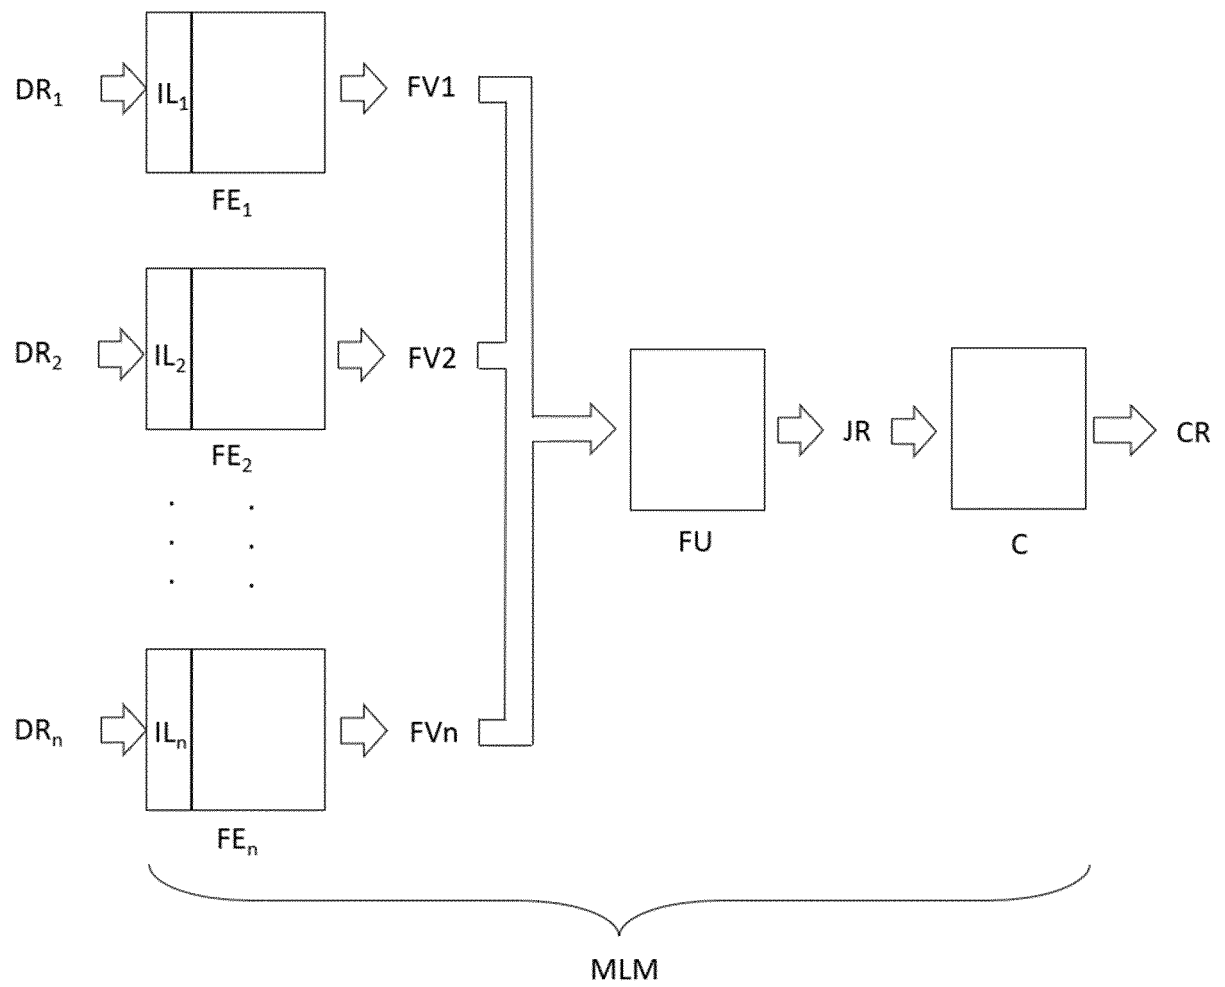 DR₁ IL₁ FV1
FE₁
DR₂ IL₂ FV2
FE₂
JR CR
FU C
DRₙ ILₙ FVn
FEₙ
MLM